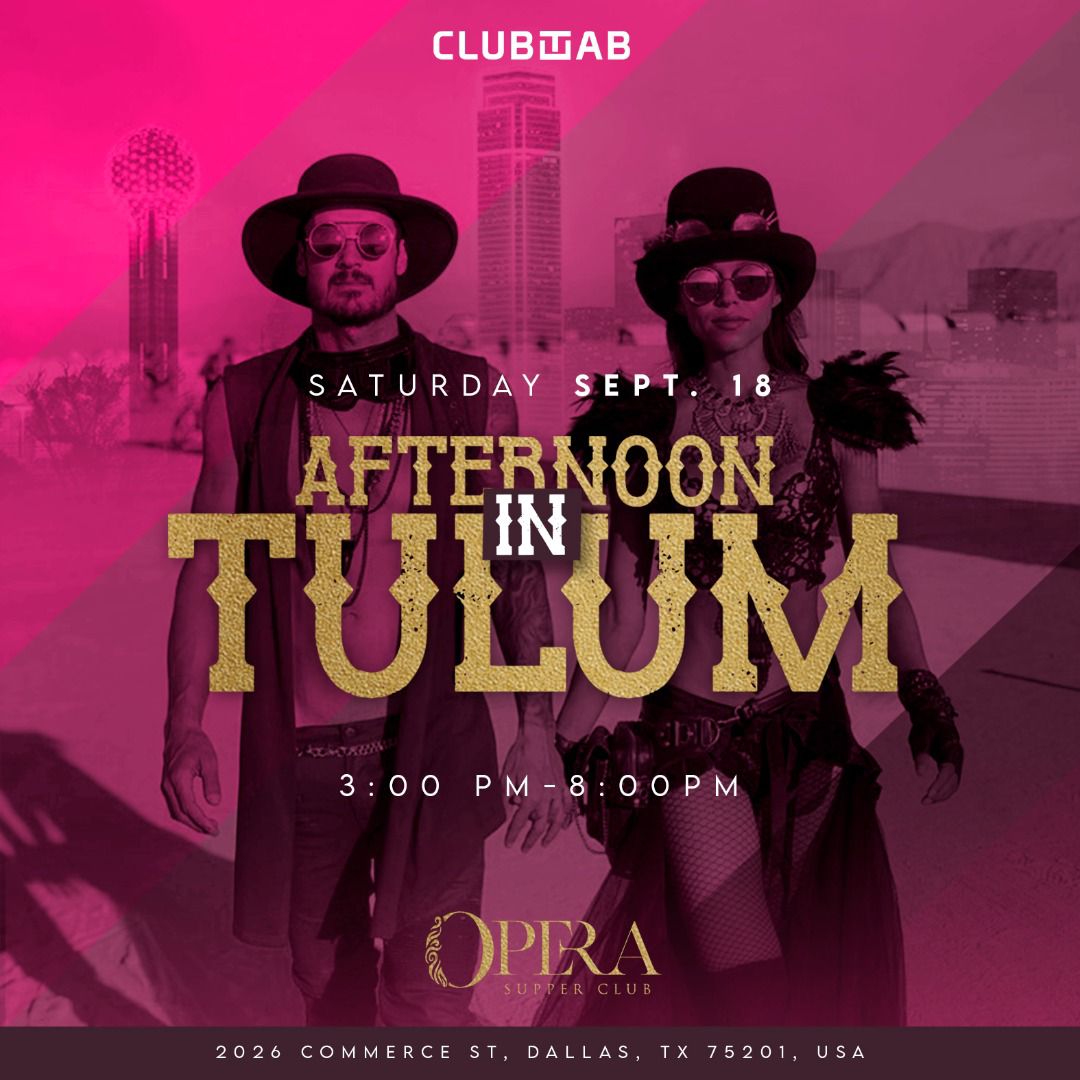 CLUBTAB
SATURDAY SEPT. 18
AFTERNOON
IN
TULUM
3:00 PM-8:00PM
OPERA
SUPPER CLUB
2026 COMMERCE ST, DALLAS, TX 75201, USA